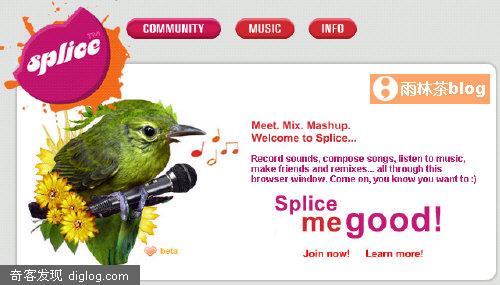 splice™
COMMUNITY
MUSIC
INFO
雨林茶blog
Meet. Mix. Mashup.
Welcome to Splice...
Record sounds, compose songs, listen to music,
make friends and remixes... all through this
browser window. Come on, you know you want to :)
Splice
me good!
Join now! Learn more!
beta
奇客发现 diglog.com